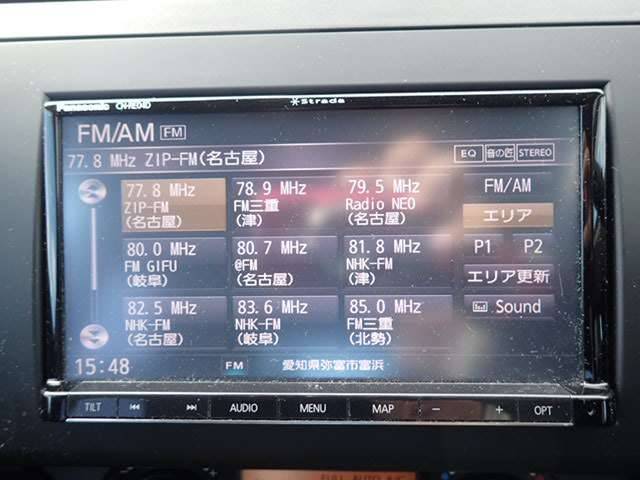 Panasonic CN-RE04D Strada
FM/AM FM
77.8 MHz ZIP-FM(名古屋) EQ 音の匠 STEREO
77.8 MHz
ZIP-FM
(名古屋)
78.9 MHz
FM三重
(津)
79.5 MHz
Radio NEO
(名古屋)
FM/AM
エリア
80.0 MHz
FM GIFU
(岐阜)
80.7 MHz
@FM
(名古屋)
81.8 MHz
NHK-FM
(津)
P1 P2
エリア更新
82.5 MHz
NHK-FM
(名古屋)
83.6 MHz
NHK-FM
(岐阜)
85.0 MHz
FM三重
(北勢)
Sound
15:48 FM 愛知県弥富市富浜
TILT AUDIO MENU MAP − + OPT